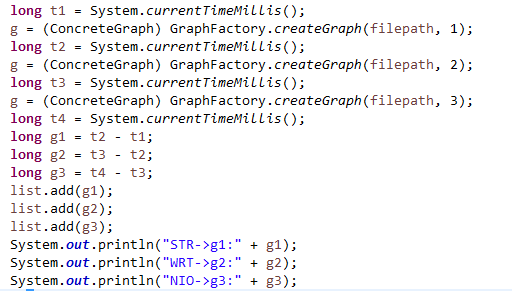 long t1 = System.currentTimeMillis();
g = (ConcreteGraph) GraphFactory.createGraph(filepath, 1);
long t2 = System.currentTimeMillis();
g = (ConcreteGraph) GraphFactory.createGraph(filepath, 2);
long t3 = System.currentTimeMillis();
g = (ConcreteGraph) GraphFactory.createGraph(filepath, 3);
long t4 = System.currentTimeMillis();
long g1 = t2 - t1;
long g2 = t3 - t2;
long g3 = t4 - t3;
list.add(g1);
list.add(g2);
list.add(g3);
System.out.println("STR->g1:" + g1);
System.out.println("WRT->g2:" + g2);
System.out.println("NIO->g3:" + g3);